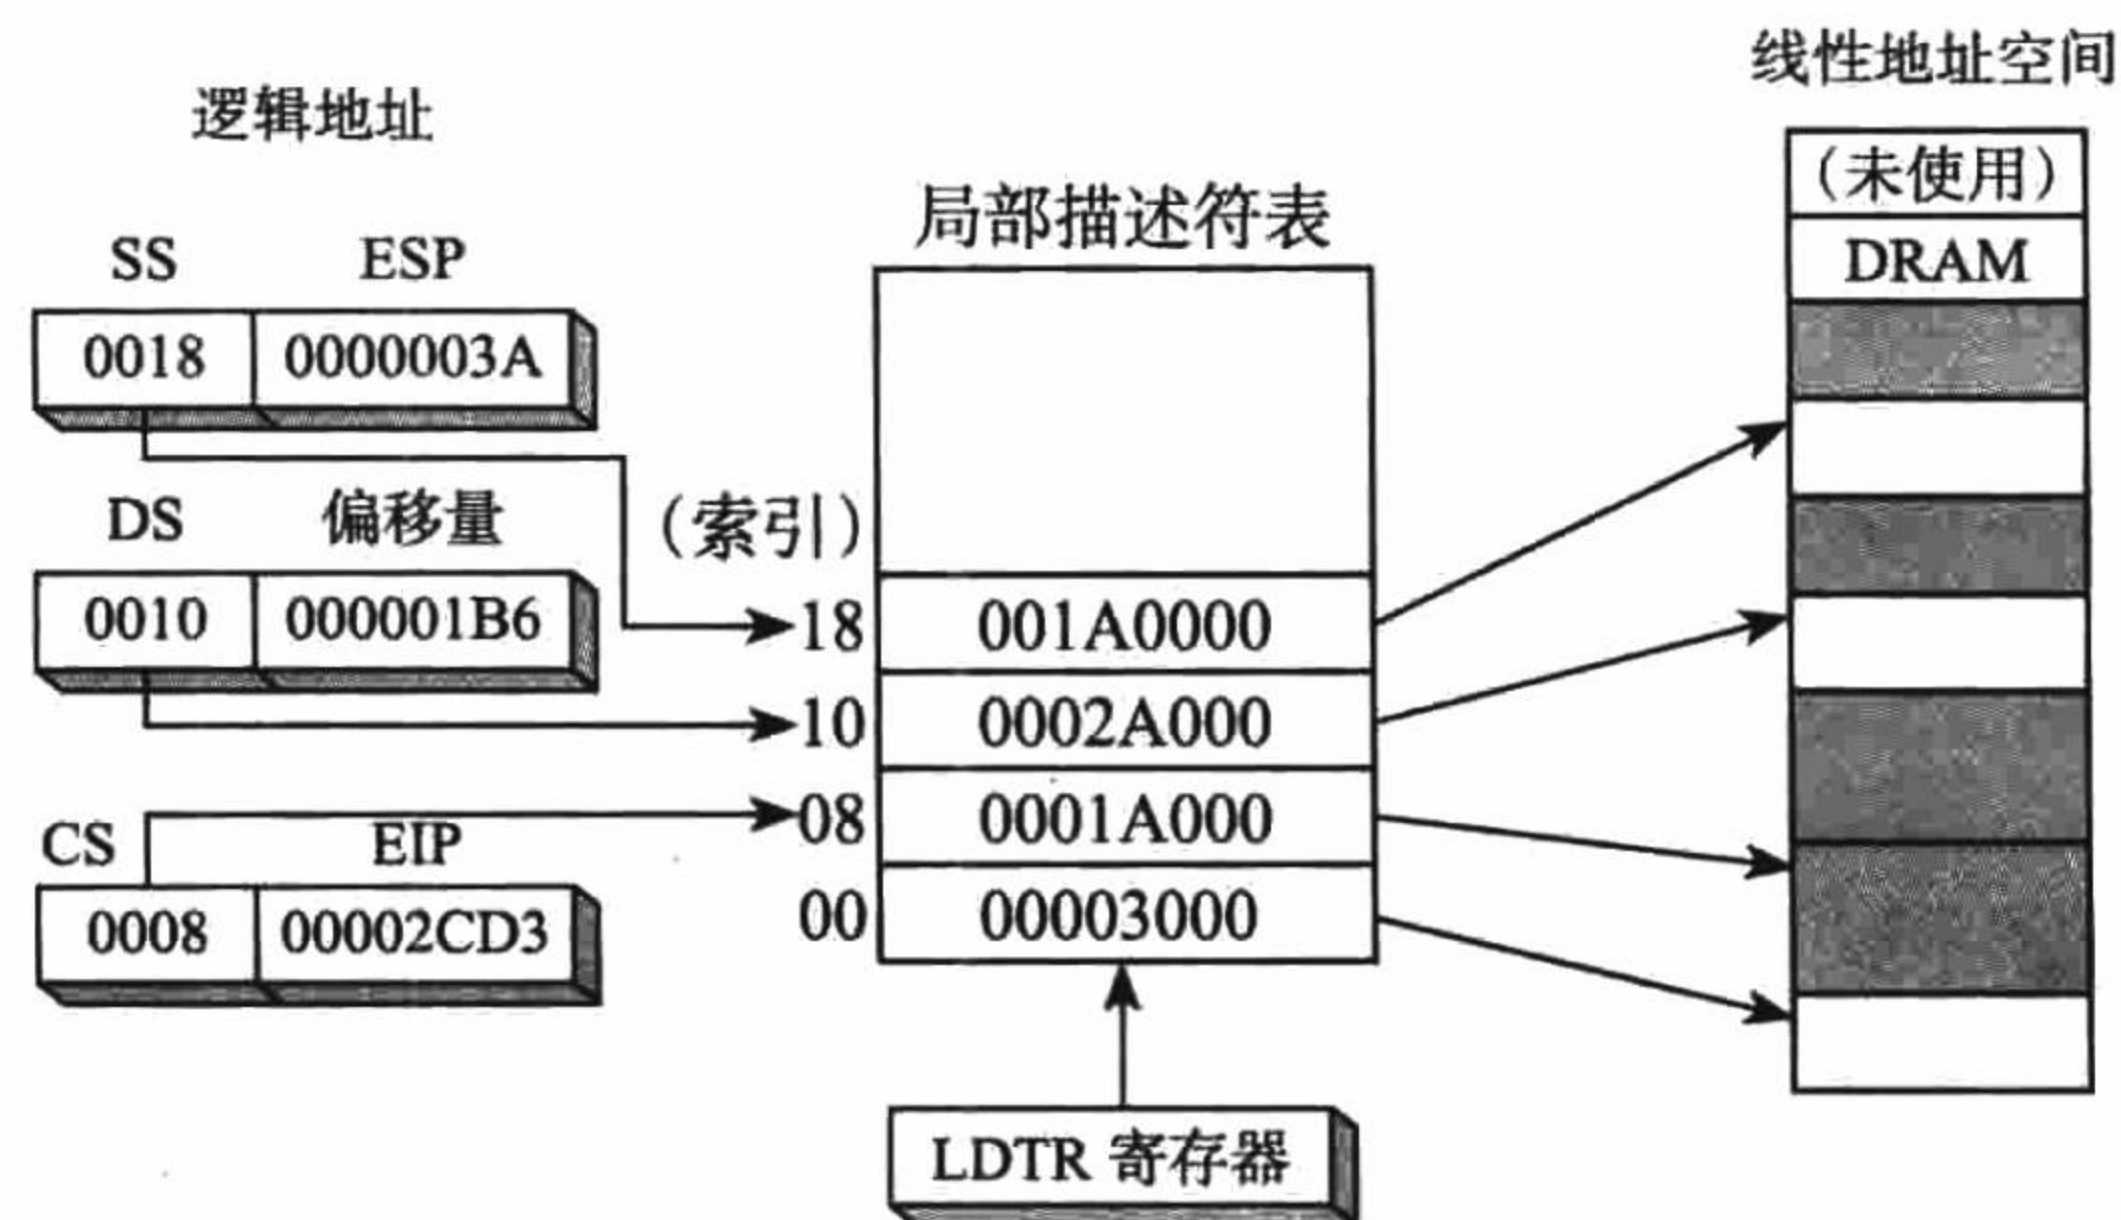 线性地址空间
逻辑地址
(未使用)
局部描述符表
SS ESP
DRAM
0018 0000003A
DS 偏移量
(索引)
0010 000001B6
18 001A0000
10 0002A000
08 0001A000
CS EIP
00 00003000
0008 00002CD3
LDTR 寄存器